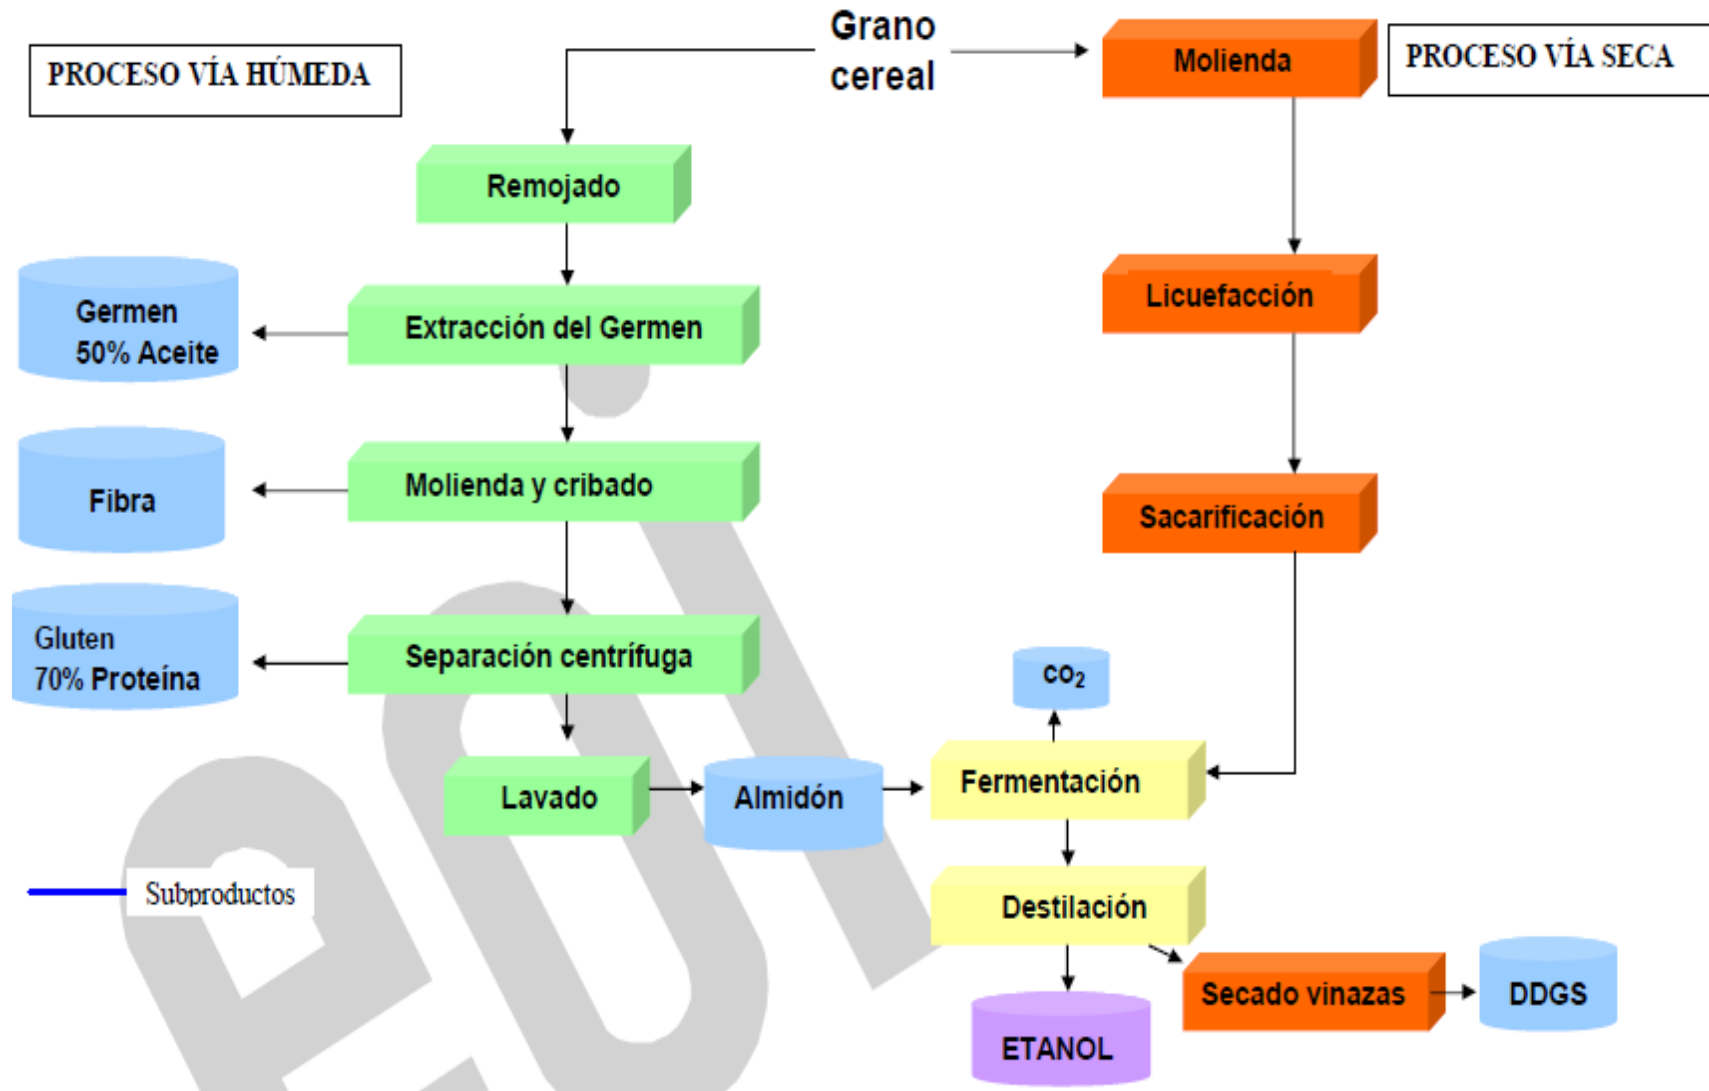 Grano
cereal
PROCESO VÍA HÚMEDA
Molienda
PROCESO VÍA SECA
Remojado
Licuefacción
Germen
50% Aceite
Extracción del Germen
Fibra
Molienda y cribado
Sacarificación
Gluten
70% Proteína
Separación centrífuga
CO₂
Lavado
Almidón
Fermentación
Subproductos
Destilación
Secado vinazas
DDGS
ETANOL